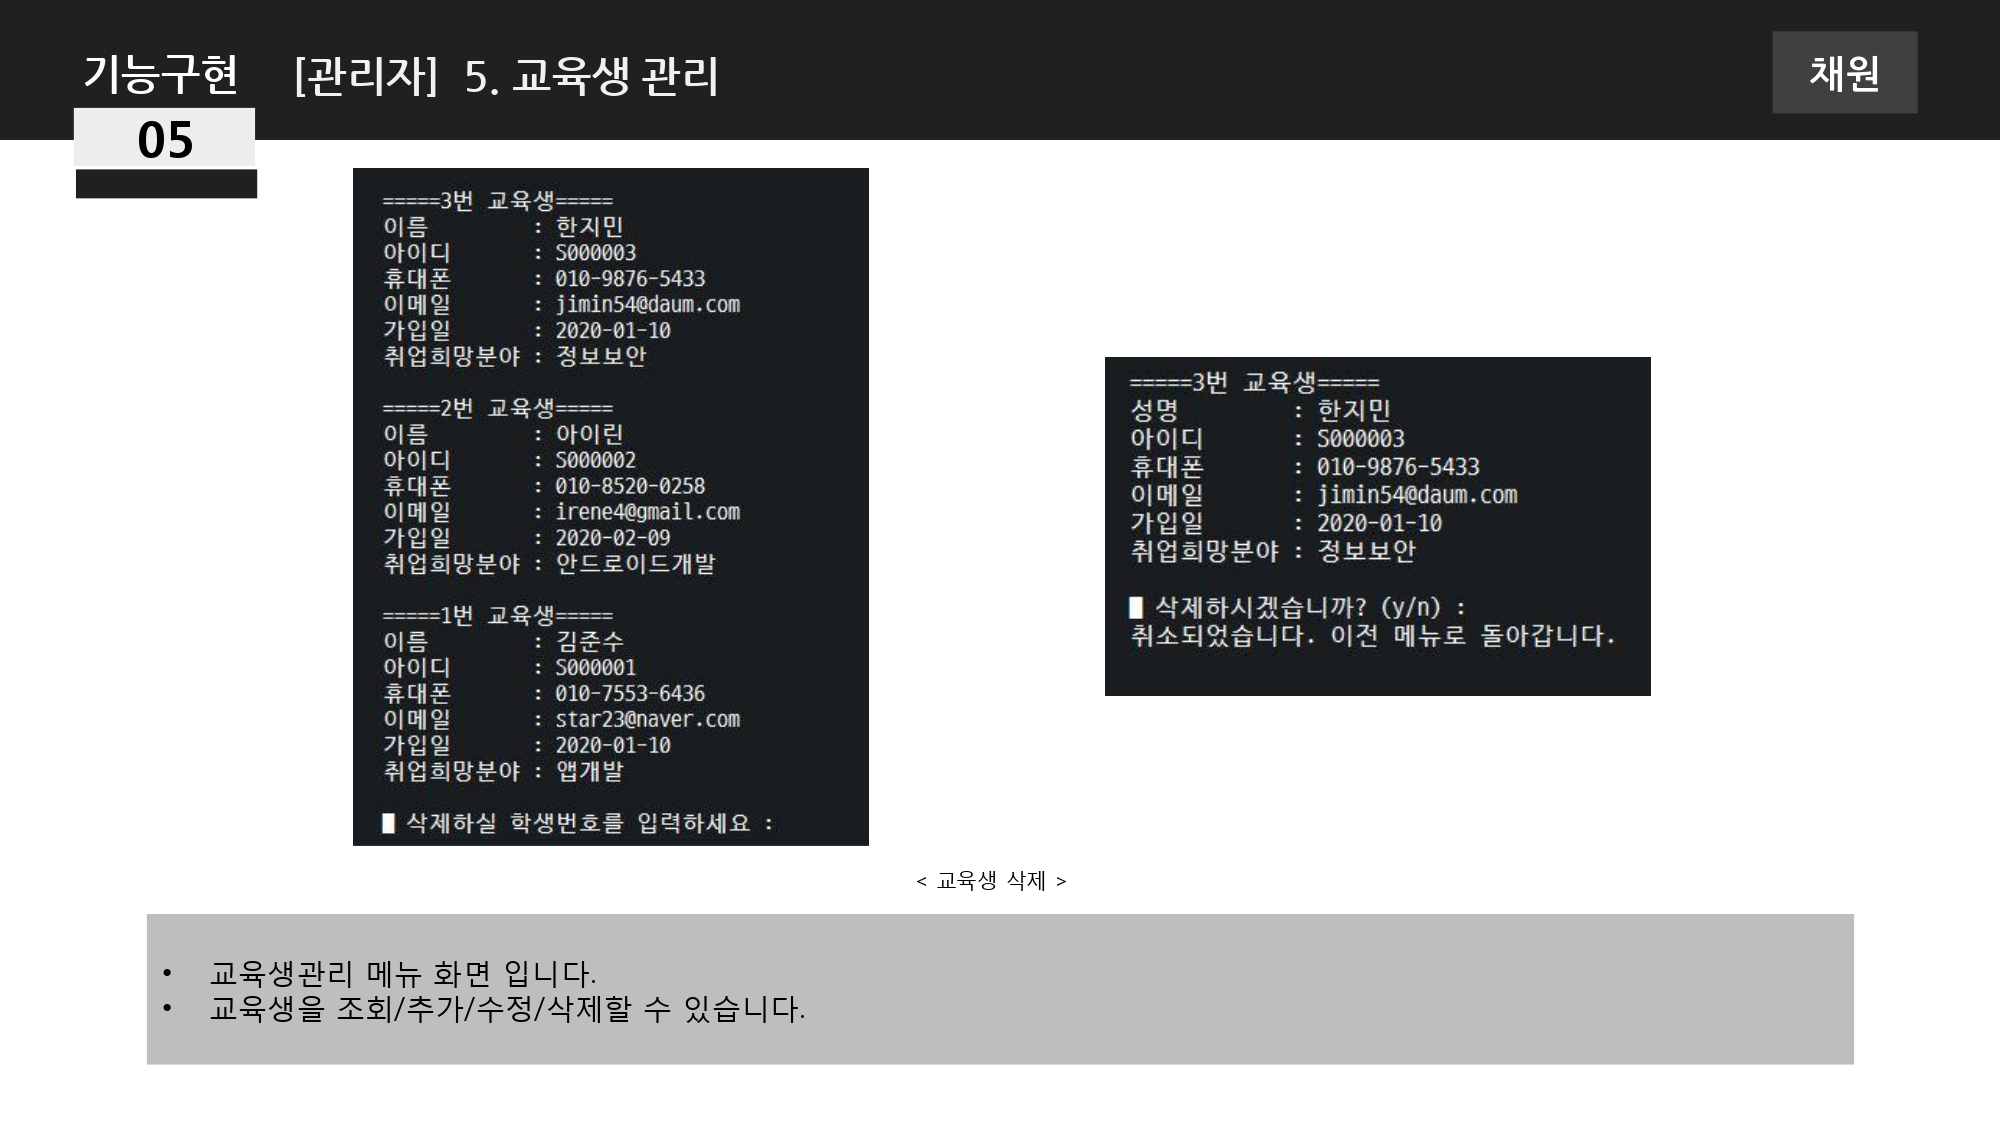 기능구현
[관리자] 5. 교육생 관리
채원
05
=====3번 교육생=====
이름 : 한지민
아이디 : S000003
휴대폰 : 010-9876-5433
이메일 : jimin54@daum.com
가입일 : 2020-01-10
취업희망분야 : 정보보안
=====2번 교육생=====
이름 : 아이린
아이디 : S000002
휴대폰 : 010-8520-0258
이메일 : irene4@gmail.com
가입일 : 2020-02-09
취업희망분야 : 안드로이드개발
=====1번 교육생=====
이름 : 김준수
아이디 : S000001
휴대폰 : 010-7553-6436
이메일 : star23@naver.com
가입일 : 2020-01-10
취업희망분야 : 앱개발
█ 삭제하실 학생번호를 입력하세요 :
=====3번 교육생=====
성명 : 한지민
아이디 : S000003
휴대폰 : 010-9876-5433
이메일 : jimin54@daum.com
가입일 : 2020-01-10
취업희망분야 : 정보보안
█ 삭제하시겠습니까? (y/n) :
취소되었습니다. 이전 메뉴로 돌아갑니다.
< 교육생 삭제 >
• 교육생관리 메뉴 화면 입니다.
• 교육생을 조회/추가/수정/삭제할 수 있습니다.